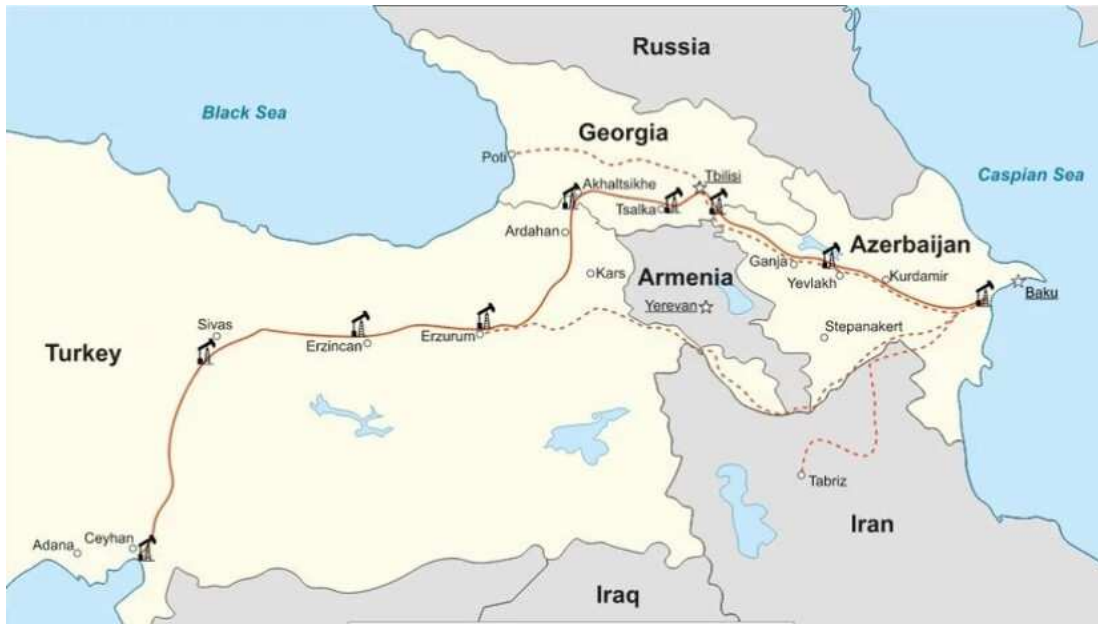 Russia
Black Sea
Georgia
Poti
Tbilisi
Caspian Sea
Akhaltsikhe
Tsalka
Ardahan
Azerbaijan
Ganja
Kars
Armenia
Yevlakh
Kurdamir
Baku
Yerevan
Stepanakert
Sivas
Turkey
Erzincan
Erzurum
Tabriz
Iran
Adana
Ceyhan
Iraq